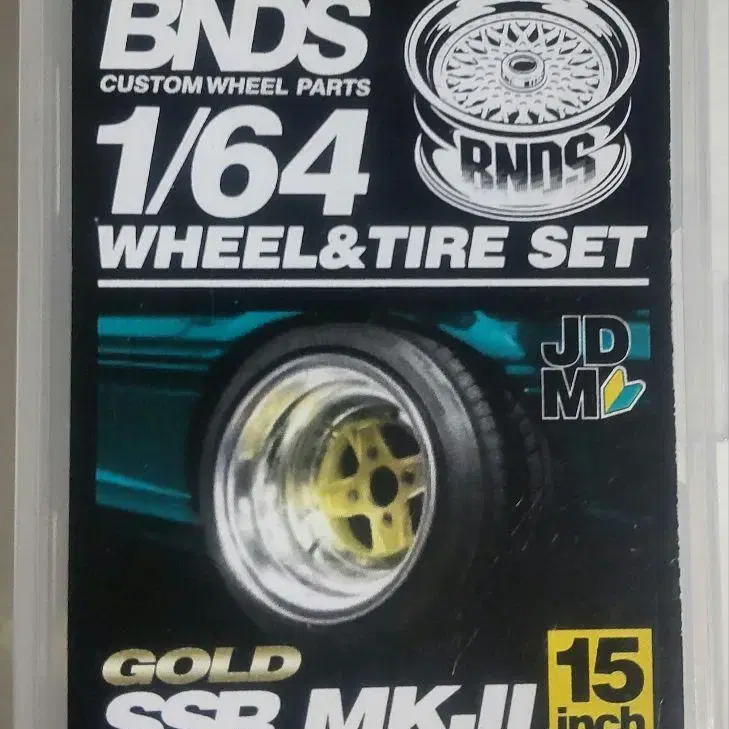 BNDS
CUSTOM WHEEL PARTS
1/64
BNDS
WHEEL&TIRE SET
JD
M
GOLD
SSR MK.II
15
inch